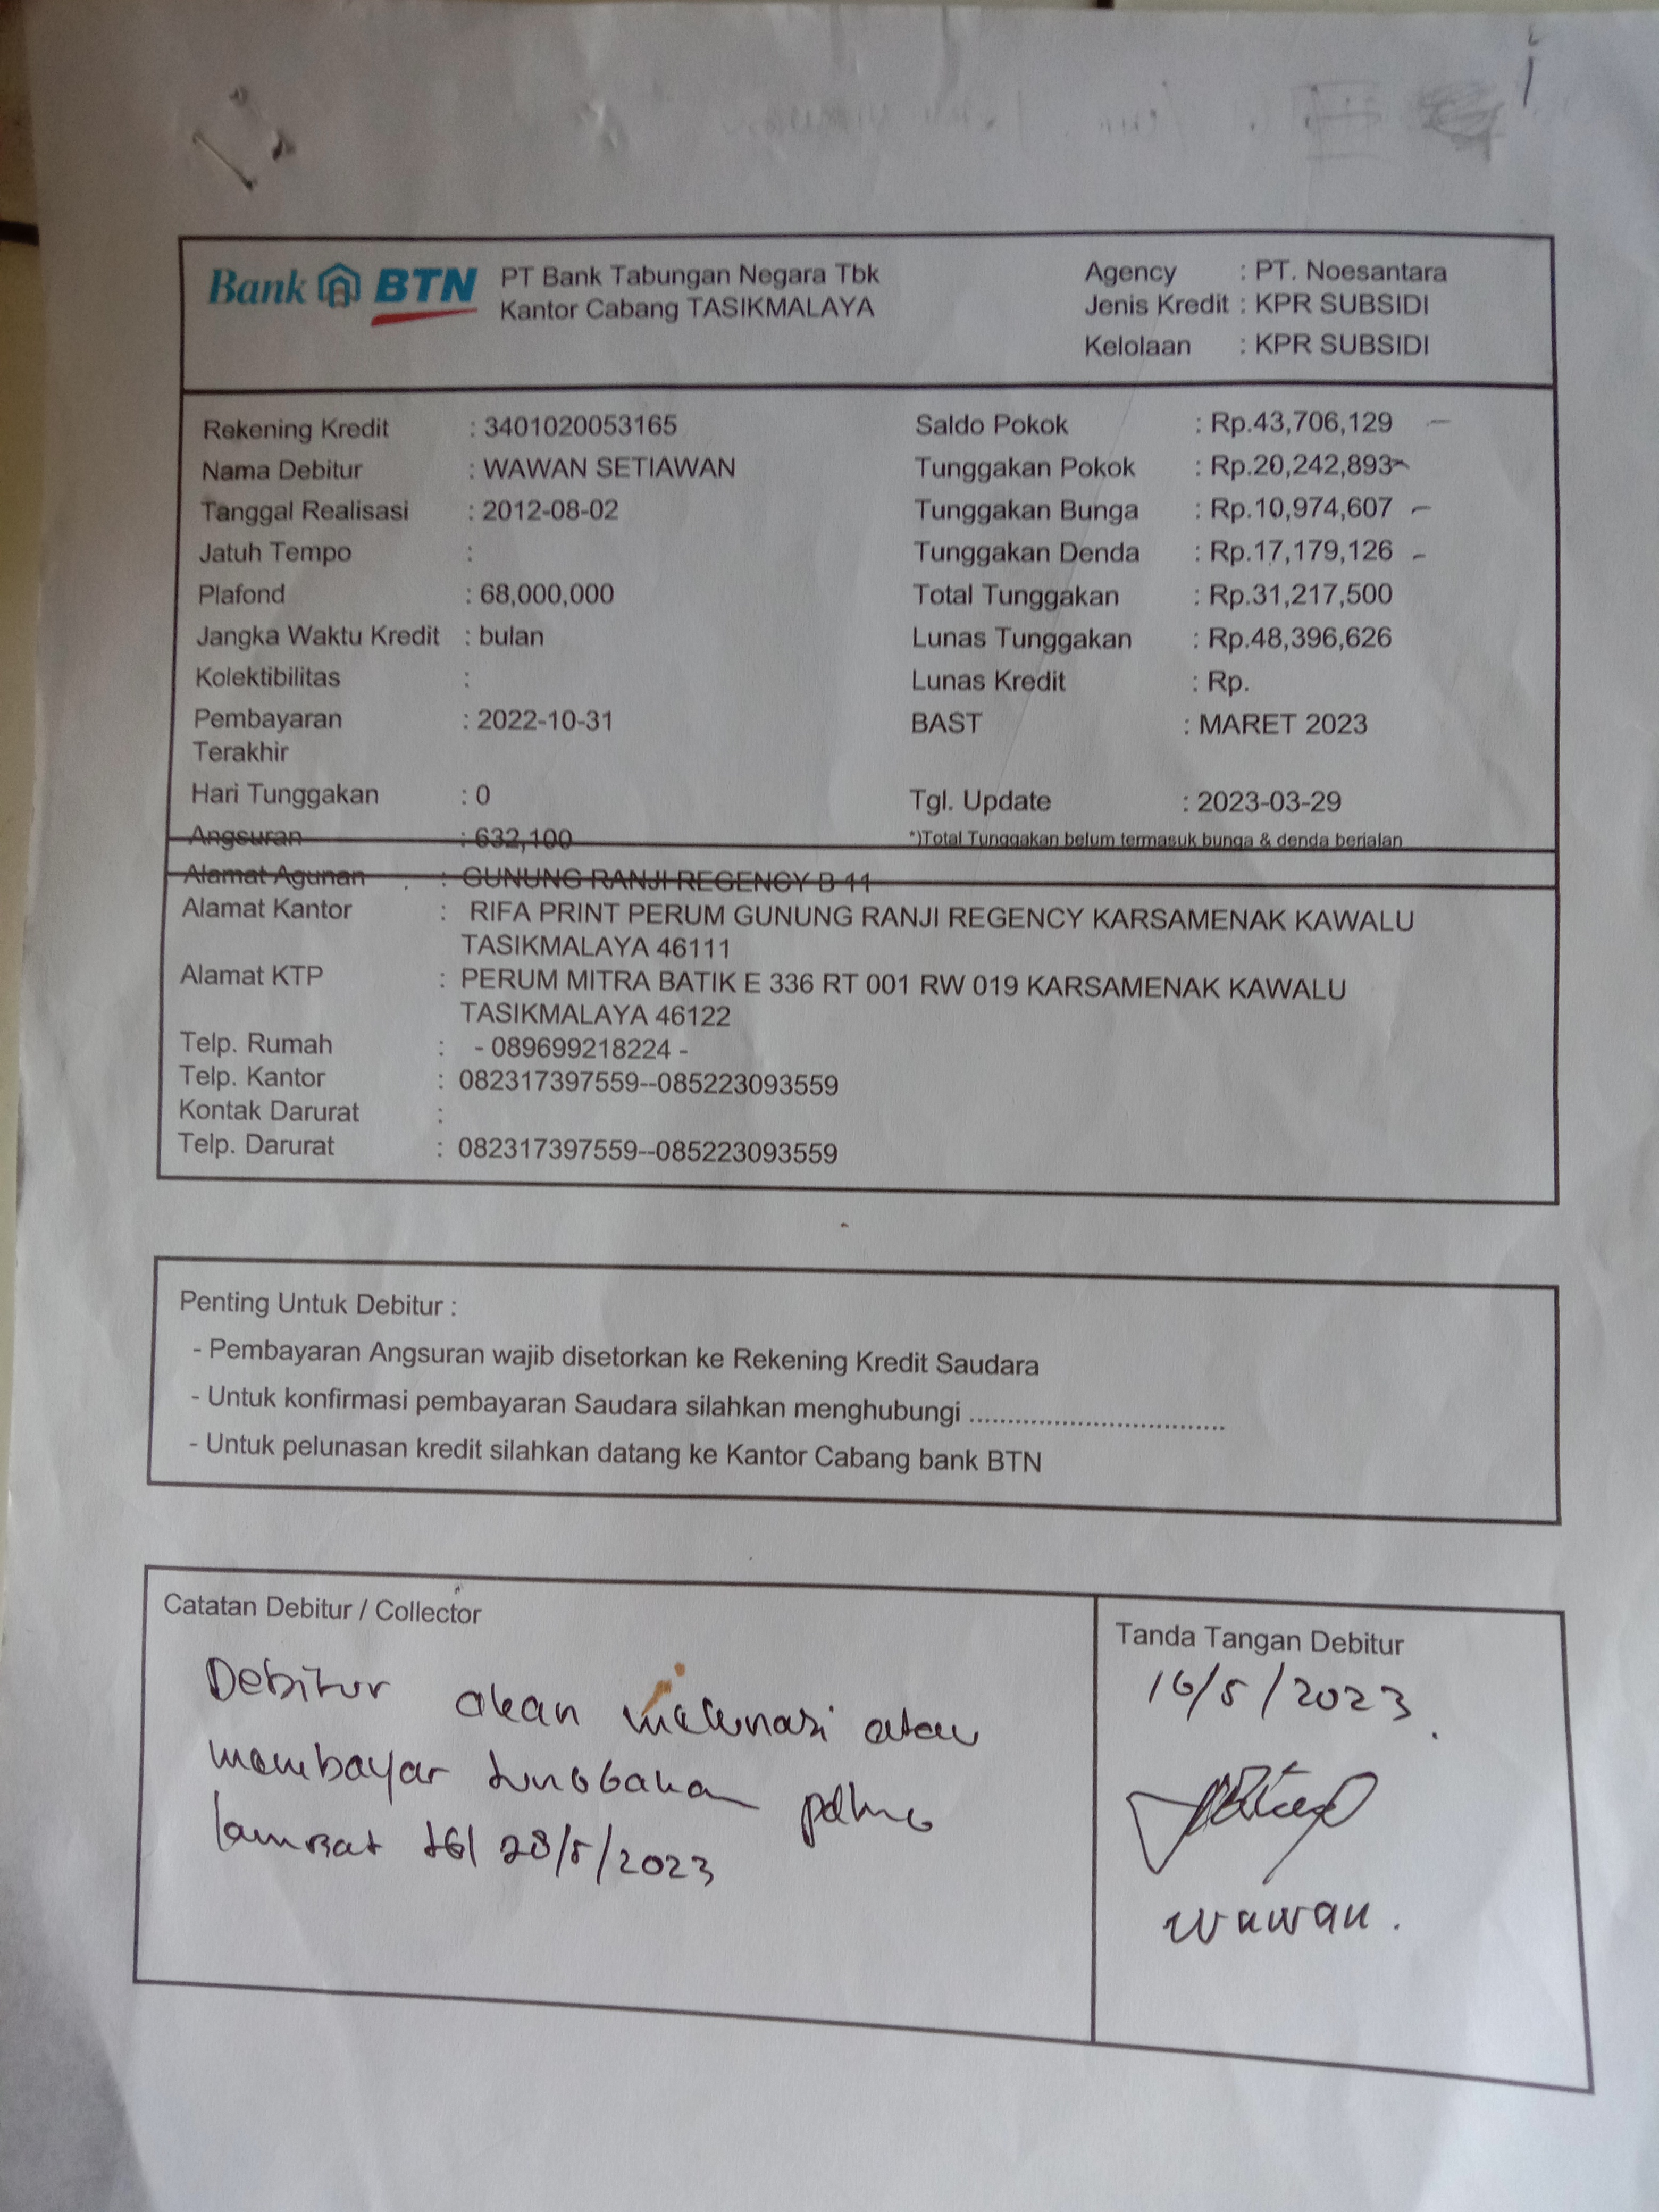 Bank BTN
PT Bank Tabungan Negara Tbk
Kantor Cabang TASIKMALAYA
Agency : PT. Noesantara
Jenis Kredit : KPR SUBSIDI
Kelolaan : KPR SUBSIDI
Rekening Kredit : 3401020053165
Nama Debitur : WAWAN SETIAWAN
Tanggal Realisasi : 2012-08-02
Jatuh Tempo :
Plafond : 68,000,000
Jangka Waktu Kredit : bulan
Kolektibilitas :
Pembayaran : 2022-10-31
Terakhir
Hari Tunggakan : 0
Angsuran : 632,100
Saldo Pokok : Rp.43,706,129
Tunggakan Pokok : Rp.20,242,893
Tunggakan Bunga : Rp.10,974,607
Tunggakan Denda : Rp.17,179,126
Total Tunggakan : Rp.31,217,500
Lunas Tunggakan : Rp.48,396,626
Lunas Kredit : Rp.
BAST : MARET 2023
Tgl. Update : 2023-03-29
*)Total Tunggakan belum termasuk bunga & denda berjalan
Alamat Agunan : GUNUNG RANJI REGENCY B 11
Alamat Kantor : RIFA PRINT PERUM GUNUNG RANJI REGENCY KARSAMENAK KAWALU
TASIKMALAYA 46111
Alamat KTP : PERUM MITRA BATIK E 336 RT 001 RW 019 KARSAMENAK KAWALU
TASIKMALAYA 46122
Telp. Rumah : - 089699218224 -
Telp. Kantor : 082317397559--085223093559
Kontak Darurat :
Telp. Darurat : 082317397559--085223093559
Penting Untuk Debitur :
- Pembayaran Angsuran wajib disetorkan ke Rekening Kredit Saudara
- Untuk konfirmasi pembayaran Saudara silahkan menghubungi .................................
- Untuk pelunasan kredit silahkan datang ke Kantor Cabang bank BTN
Catatan Debitur / Collector
Debitur akan melunasi atau
membayar tunggakan
lambat tgl 28/5/2023
Tanda Tangan Debitur
16/5/2023
wawan.